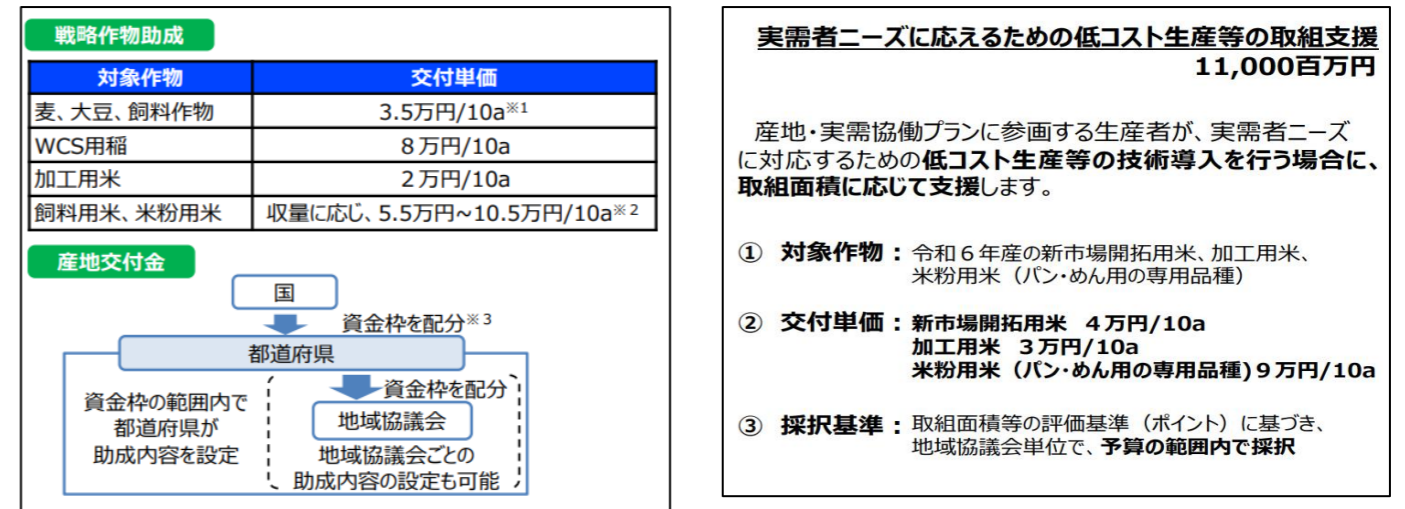 戦略作物助成
対象作物 交付単価
麦、大豆、飼料作物 3.5万円/10a※1
WCS用稲 8万円/10a
加工用米 2万円/10a
飼料用米、米粉用米 収量に応じ、5.5万円~10.5万円/10a※2
産地交付金
国
資金枠を配分※3
都道府県
資金枠の範囲内で
都道府県が
助成内容を設定
資金枠を配分
地域協議会
地域協議会ごとの
助成内容の設定も可能
実需者ニーズに応えるための低コスト生産等の取組支援
11,000百万円
産地・実需協働プランに参画する生産者が、実需者ニーズ
に対応するための低コスト生産等の技術導入を行う場合に、
取組面積に応じて支援します。
① 対象作物:令和6年産の新市場開拓用米、加工用米、
米粉用米(パン・めん用の専用品種)
② 交付単価:新市場開拓用米 4万円/10a
加工用米 3万円/10a
米粉用米(パン・めん用の専用品種)9万円/10a
③ 採択基準:取組面積等の評価基準(ポイント)に基づき、
地域協議会単位で、予算の範囲内で採択